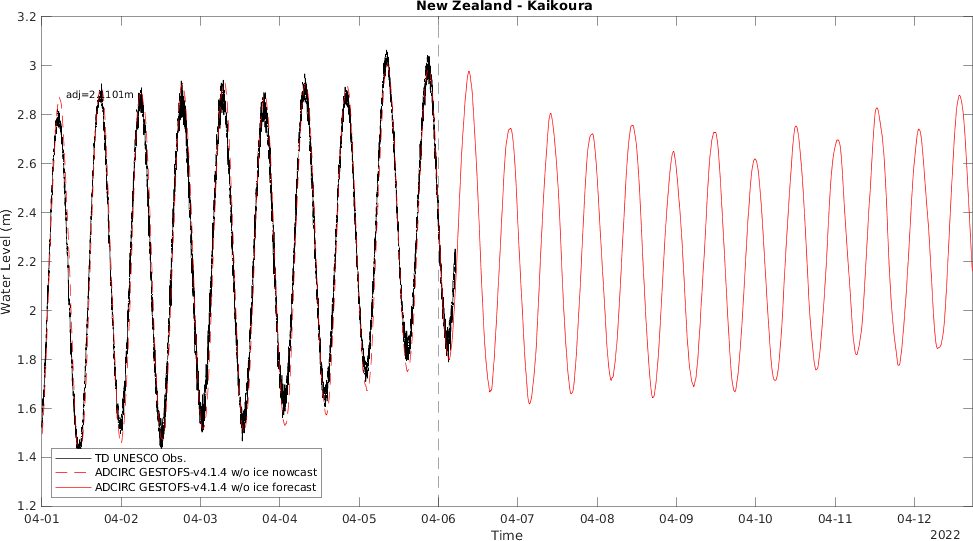 New Zealand - Kaikoura
3.2
3
2.8
2.6
2.4
2.2
2
1.8
1.6
1.4
1.2
Water Level (m)
TD UNESCO Obs.
ADCIRC GESTOFS-v4.1.4 w/o ice nowcast
ADCIRC GESTOFS-v4.1.4 w/o ice forecast
04-01 04-02 04-03 04-04 04-05 04-06 04-07 04-08 04-09 04-10 04-11 04-12
Time
2022